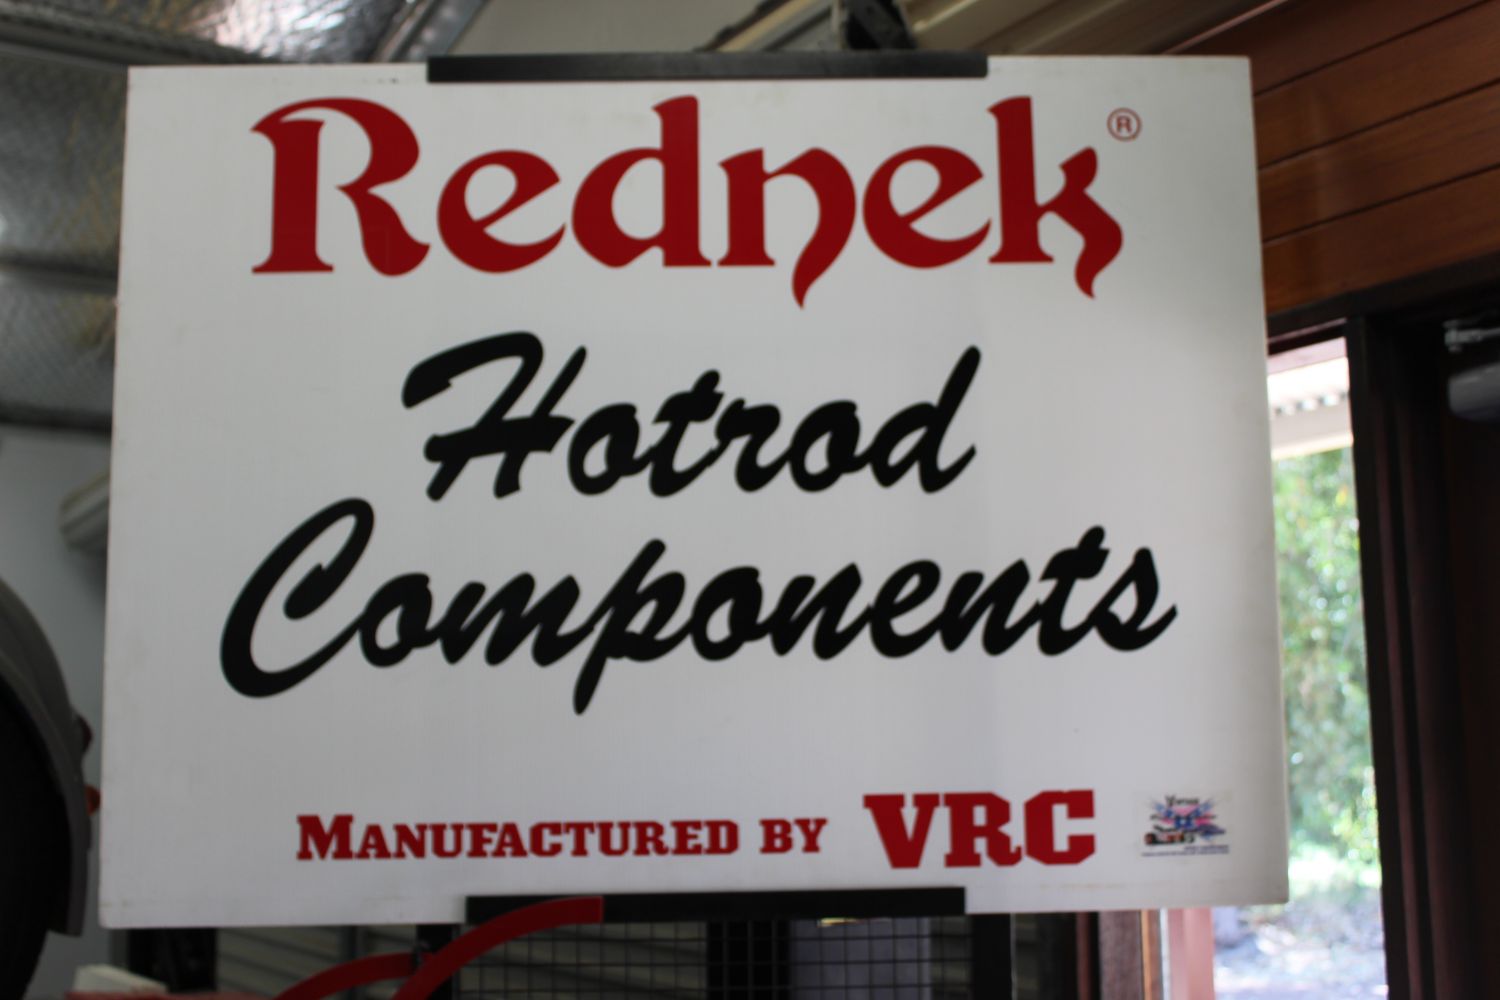 Rednek®
Hotrod
Components
MANUFACTURED BY VRC